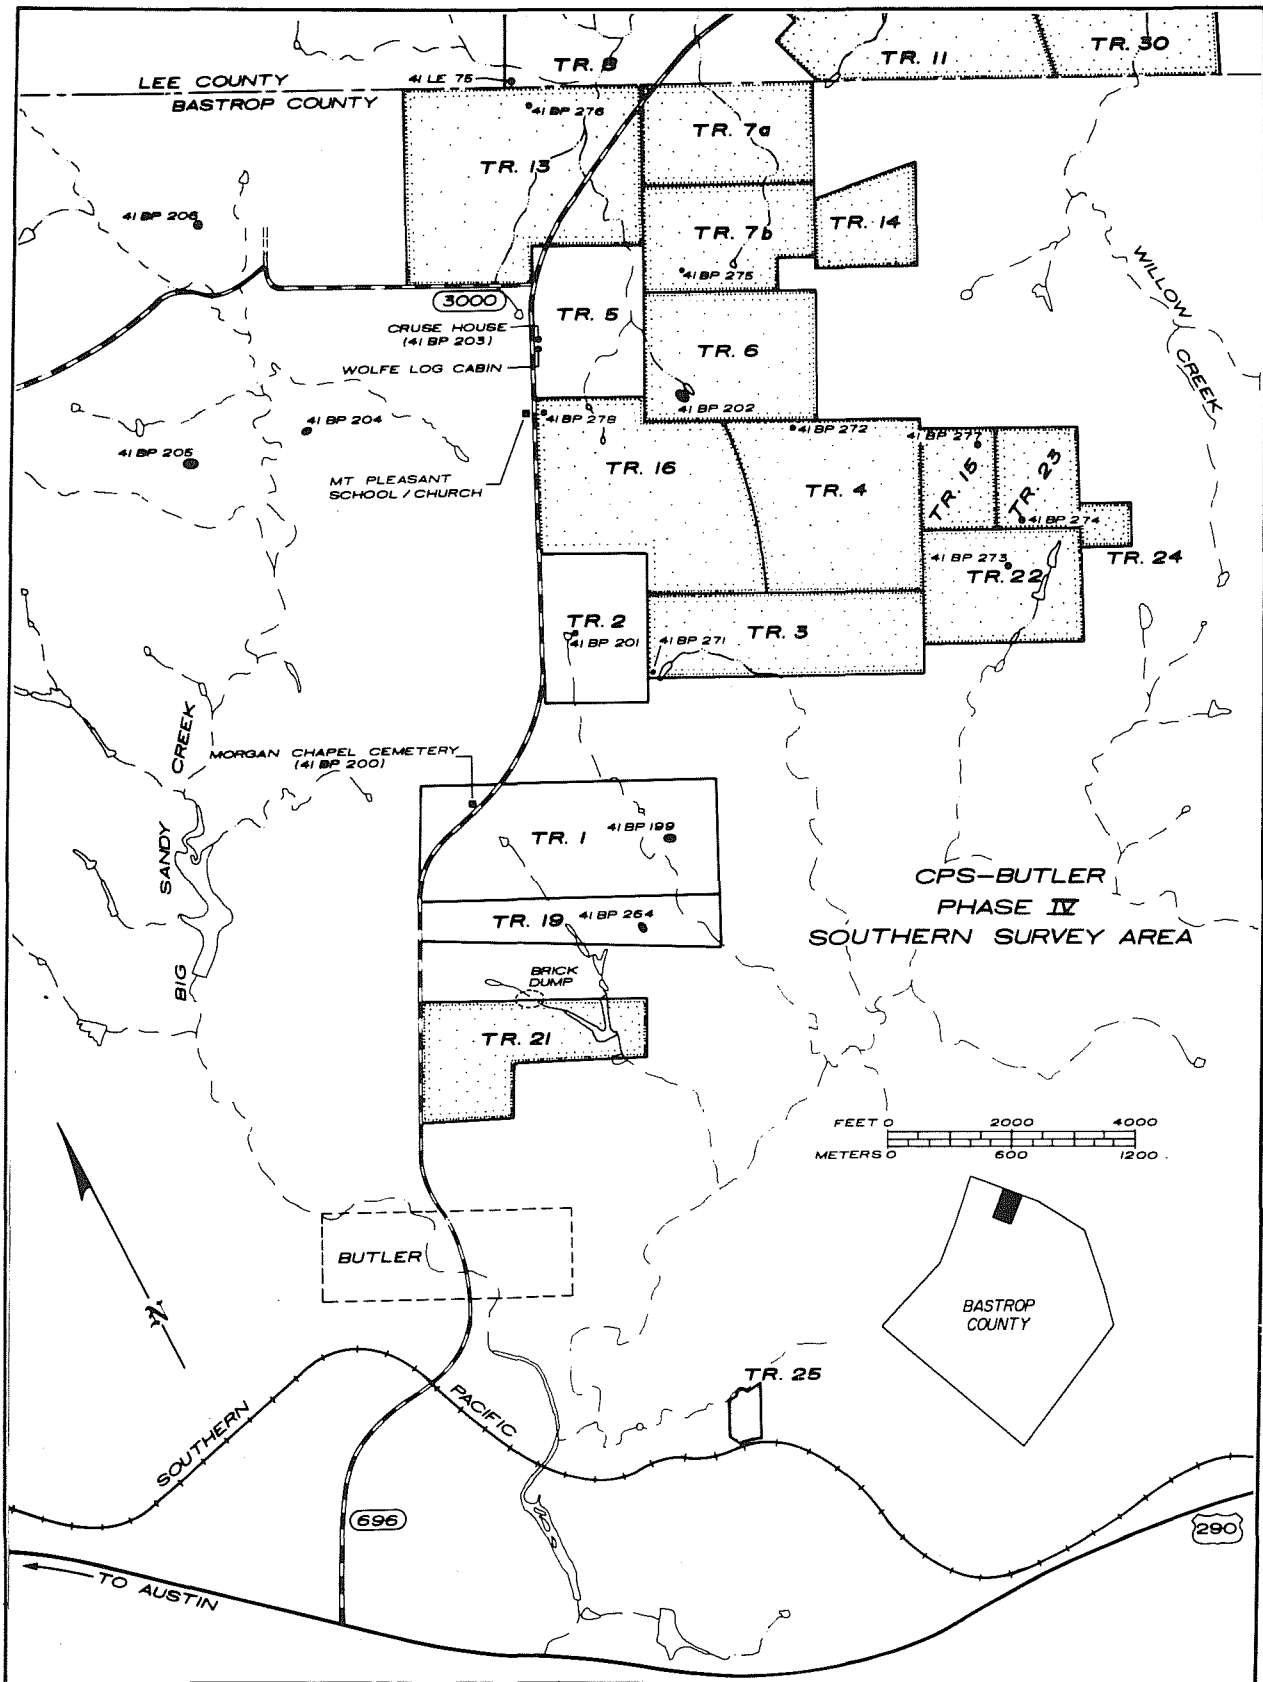 LEE COUNTY
BASTROP COUNTY
41 LE 75
TR. 11
TR. 30
41 BP 276
TR. 13
TR. 7a
41 BP 206
TR. 7b
TR. 14
41 BP 275
WILLOW CREEK
3000
TR. 5
CRUSE HOUSE
(41 BP 203)
WOLFE LOG CABIN
TR. 6
41 BP 202
41 BP 204
41 BP 205
MT PLEASANT
SCHOOL / CHURCH
TR. 16
41 BP 272
TR. 4
41 BP 277
TR. 15
TR. 23
41 BP 274
TR. 24
41 BP 273
TR. 22
TR. 2
41 BP 201
41 BP 271
TR. 3
BIG SANDY CREEK
MORGAN CHAPEL CEMETERY
(41 BP 200)
TR. 1
41 BP 199
TR. 19
41 BP 264
CPS-BUTLER
PHASE IV
SOUTHERN SURVEY AREA
BRICK
DUMP
TR. 21
FEET 0 2000 4000
METERS 0 600 1200
N
BUTLER
BASTROP
COUNTY
TR. 25
SOUTHERN PACIFIC
696
290
TO AUSTIN